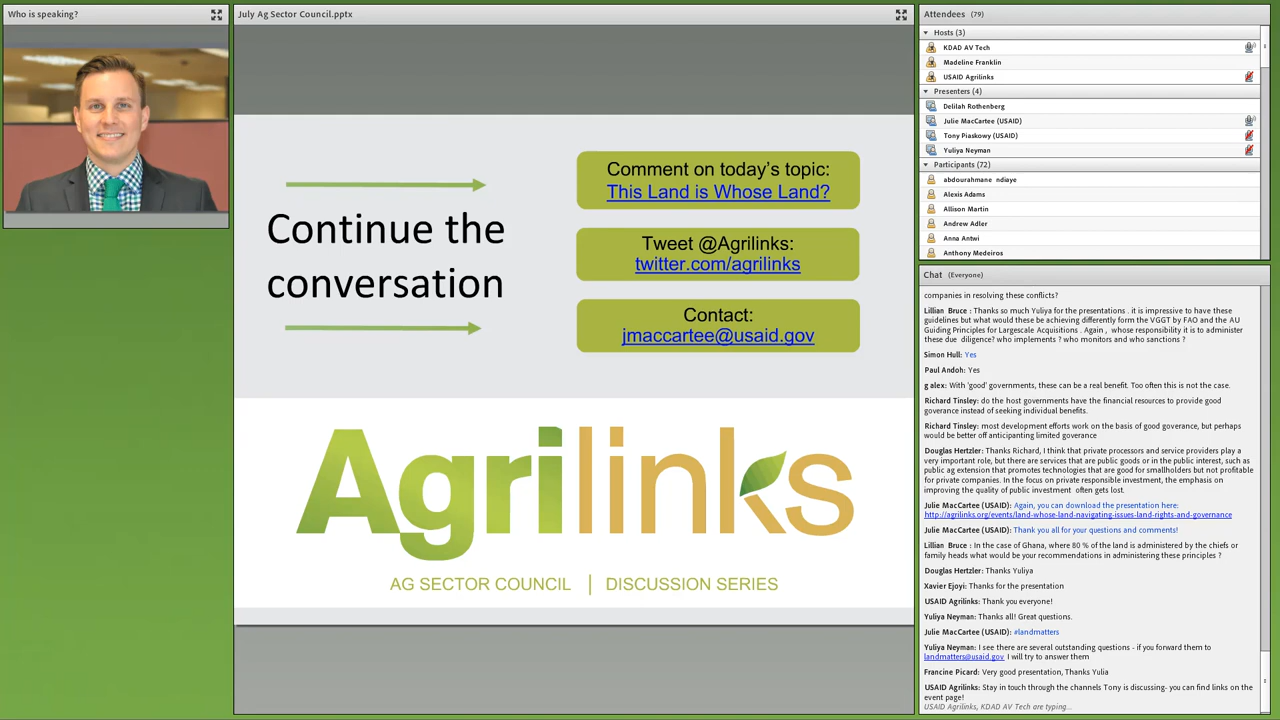 Who is speaking?
July Ag Sector Council.pptx
Continue the
conversation
Comment on today's topic:
This Land is Whose Land?
Tweet @Agrilinks:
twitter.com/agrilinks
Contact:
jmaccartee@usaid.gov
Agrilinks
AG SECTOR COUNCIL | DISCUSSION SERIES
Attendees (79)
Hosts (3)
KDAD AV Tech
Madeline Franklin
USAID Agrilinks
Presenters (4)
Delilah Rothenberg
Julie MacCartee (USAID)
Tony Piaskowy (USAID)
Yuliya Neyman
Participants (72)
abdourahmane ndiaye
Alexis Adams
Allison Martin
Andrew Adler
Anna Antwi
Anthony Medeiros
Chat (Everyone)
companies in resolving these conflicts?
Lillian Bruce : Thanks so much Yuliya for the presentations . it is impressive to have these
guidelines but what would these be achieving differently form the VGGT by FAO and the AU
Guiding Principles for Largescale Acquisitions . Again , whose responsibility it is to administer
these due diligence? who implements ? who monitors and who sanctions ?
Simon Hull: Yes
Paul Andoh: Yes
g alex: With 'good' governments, these can be a real benefit. Too often this is not the case.
Richard Tinsley: do the host governments have the financial resources to provide good
goverance instead of seeking individual benefits.
Richard Tinsley: most development efforts work on the basis of good goverance, but perhaps
would be better off anticipating limited goverance
Douglas Hertzler: Thanks Richard, I think that private processors and service providers play a
very important role, but there are services that are public goods or in the public interest, such as
public ag extension that promotes technologies that are good for smallholders but not profitable
for private companies. In the focus on private responsible investment, the emphasis on
improving the quality of public investment often gets lost.
Julie MacCartee (USAID): Again, you can download the presentation here:
http://agrilinks.org/events/land-whose-land-navigating-issues-land-rights-and-governance
Julie MacCartee (USAID): Thank you all for your questions and comments!
Lillian Bruce : In the case of Ghana, where 80 % of the land is administered by the chiefs or
family heads what would be your recommendations in administering these principles ?
Douglas Hertzler: Thanks Yuliya
Xavier Ejoyi: Thanks for the presentation
USAID Agrilinks: Thank you everyone!
Yuliya Neyman: Thanks all! Great questions.
Julie MacCartee (USAID): #landmatters
Yuliya Neyman: I see there are several outstanding questions - if you forward them to
landmatters@usaid.gov I will try to answer them
Francine Picard: Very good presentation, Thanks Yulia
USAID Agrilinks: Stay in touch through the channels Tony is discussing- you can find links on the
event page!
USAID Agrilinks, KDAD AV Tech are typing...